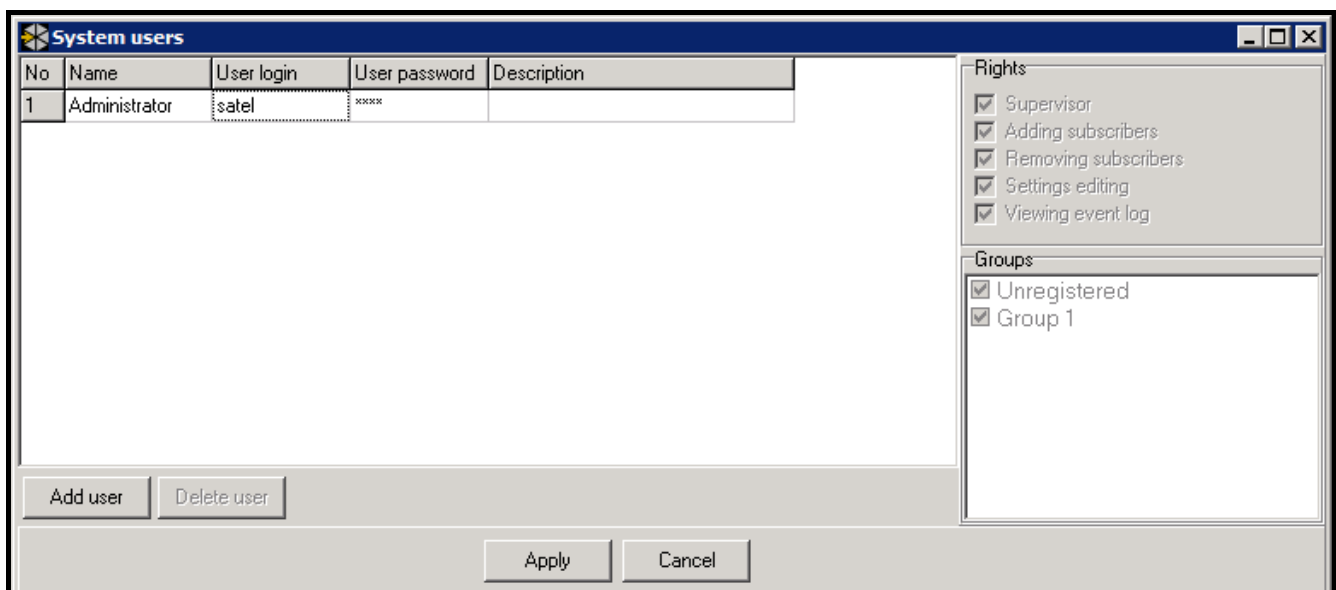 System users
No Name User login User password Description
1 Administrator satel ****
Rights
Supervisor
Adding subscribers
Removing subscribers
Settings editing
Viewing event log
Groups
Unregistered
Group 1
Add user Delete user
Apply Cancel